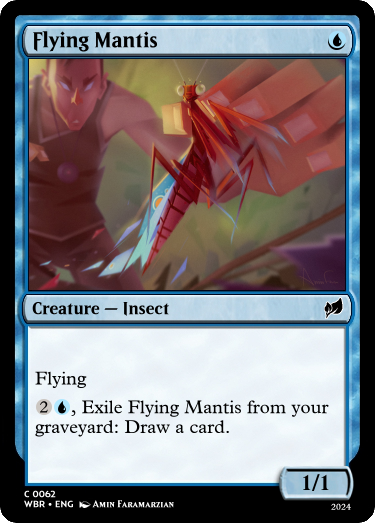 Flying Mantis
Creature — Insect
Flying
2, Exile Flying Mantis from your
graveyard: Draw a card.
1/1
C 0062
WBR • ENG Amin Faramarzian
2024